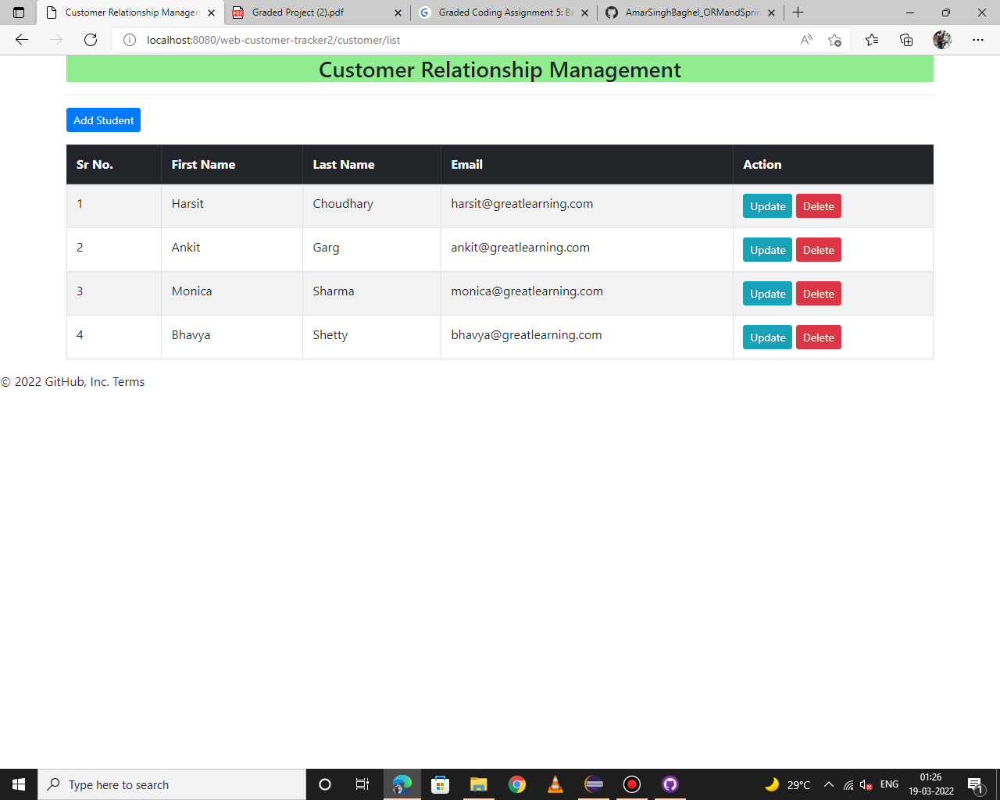 Customer Relationship Managem
Graded Project (2).pdf
Graded Coding Assignment 5: Ba
AmarSinghBaghel_ORMandSprin
localhost:8080/web-customer-tracker2/customer/list
Customer Relationship Management
Add Student
Sr No. First Name Last Name Email Action
1 Harsit Choudhary harsit@greatlearning.com Update Delete
2 Ankit Garg ankit@greatlearning.com Update Delete
3 Monica Sharma monica@greatlearning.com Update Delete
4 Bhavya Shetty bhavya@greatlearning.com Update Delete
© 2022 GitHub, Inc. Terms
Type here to search
29°C
ENG
01:26
19-03-2022
1